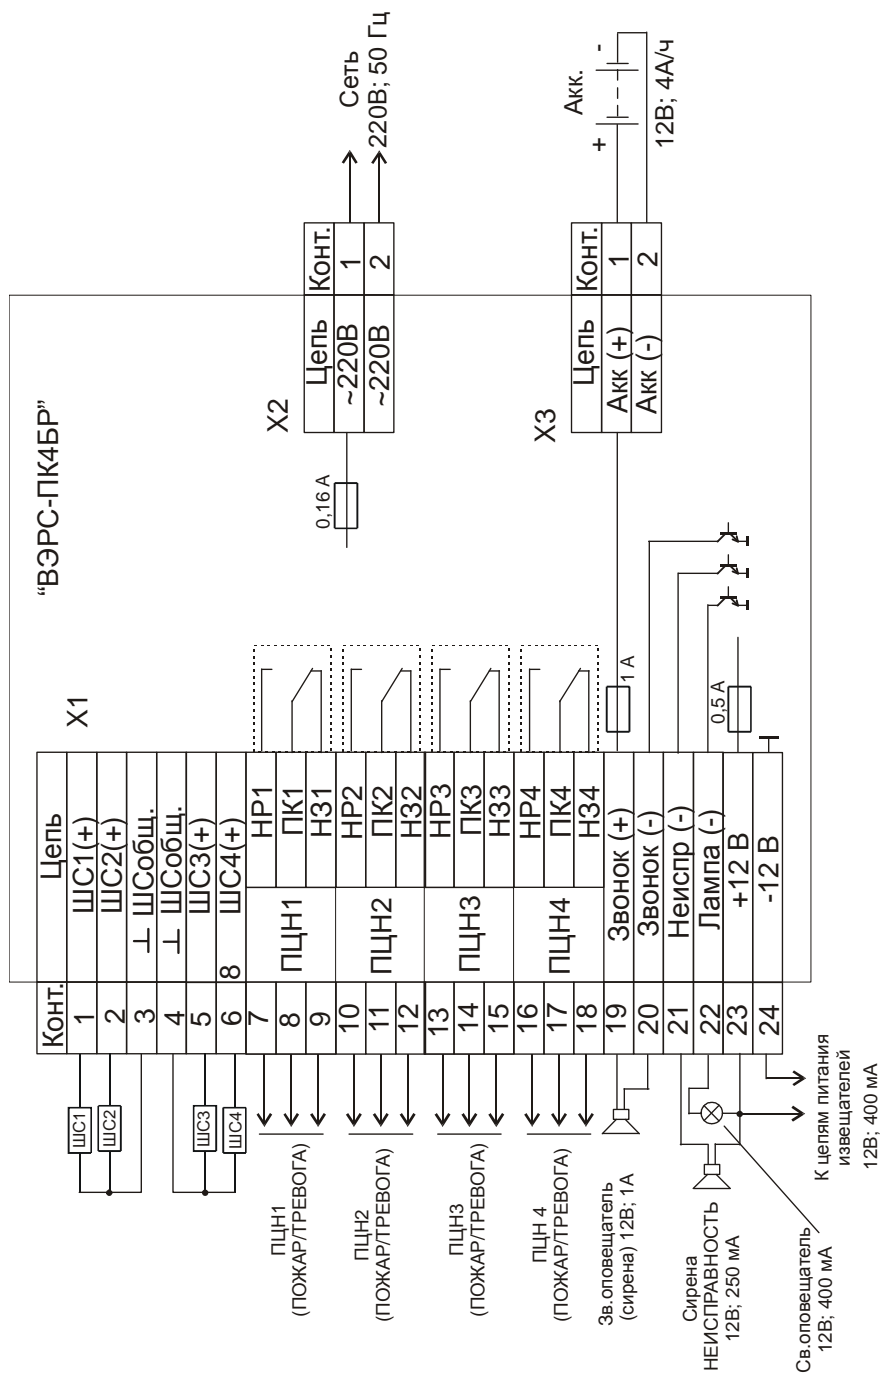 “ВЭРС-ПК4БР”
X1
Конт.
Цепь
1
ШС1(+)
2
ШС2(+)
3
⊥ ШСобщ.
4
⊥ ШСобщ.
5
ШС3(+)
6
8
ШС4(+)
7
ПЦН1
НР1
8
ПК1
9
НЗ1
10
ПЦН2
НР2
11
ПК2
12
НЗ2
13
ПЦН3
НР3
14
ПК3
15
НЗ3
16
ПЦН4
НР4
17
ПК4
18
НЗ4
19
Звонок (+)
20
Звонок (-)
21
Неиспр (-)
22
Лампа (-)
23
+12 В
24
-12 В
ШС1
ШС2
ШС3
ШС4
ПЦН1
(ПОЖАР/ТРЕВОГА)
ПЦН2
(ПОЖАР/ТРЕВОГА)
ПЦН3
(ПОЖАР/ТРЕВОГА)
ПЦН 4
(ПОЖАР/ТРЕВОГА)
Зв.оповещатель
(сирена) 12В; 1А
Сирена
НЕИСПРАВНОСТЬ
12В; 250 мА
Св.оповещатель
12В; 400 мА
К цепям питания
извещателей
12В; 400 мА
1 А
0,5 А
X2
Цепь
Конт.
~220В
1
~220В
2
0,16 А
Сеть
220В; 50 Гц
X3
Цепь
Конт.
Акк (+)
1
Акк (-)
2
Акк.
+
-
12В; 4А/ч